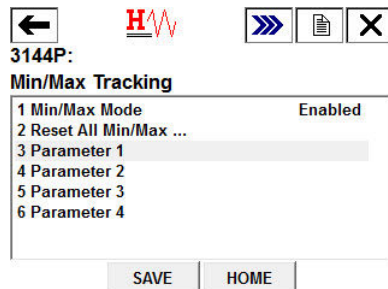 H
3144P:
Min/Max Tracking
1 Min/Max Mode Enabled
2 Reset All Min/Max ...
3 Parameter 1
4 Parameter 2
5 Parameter 3
6 Parameter 4
SAVE HOME